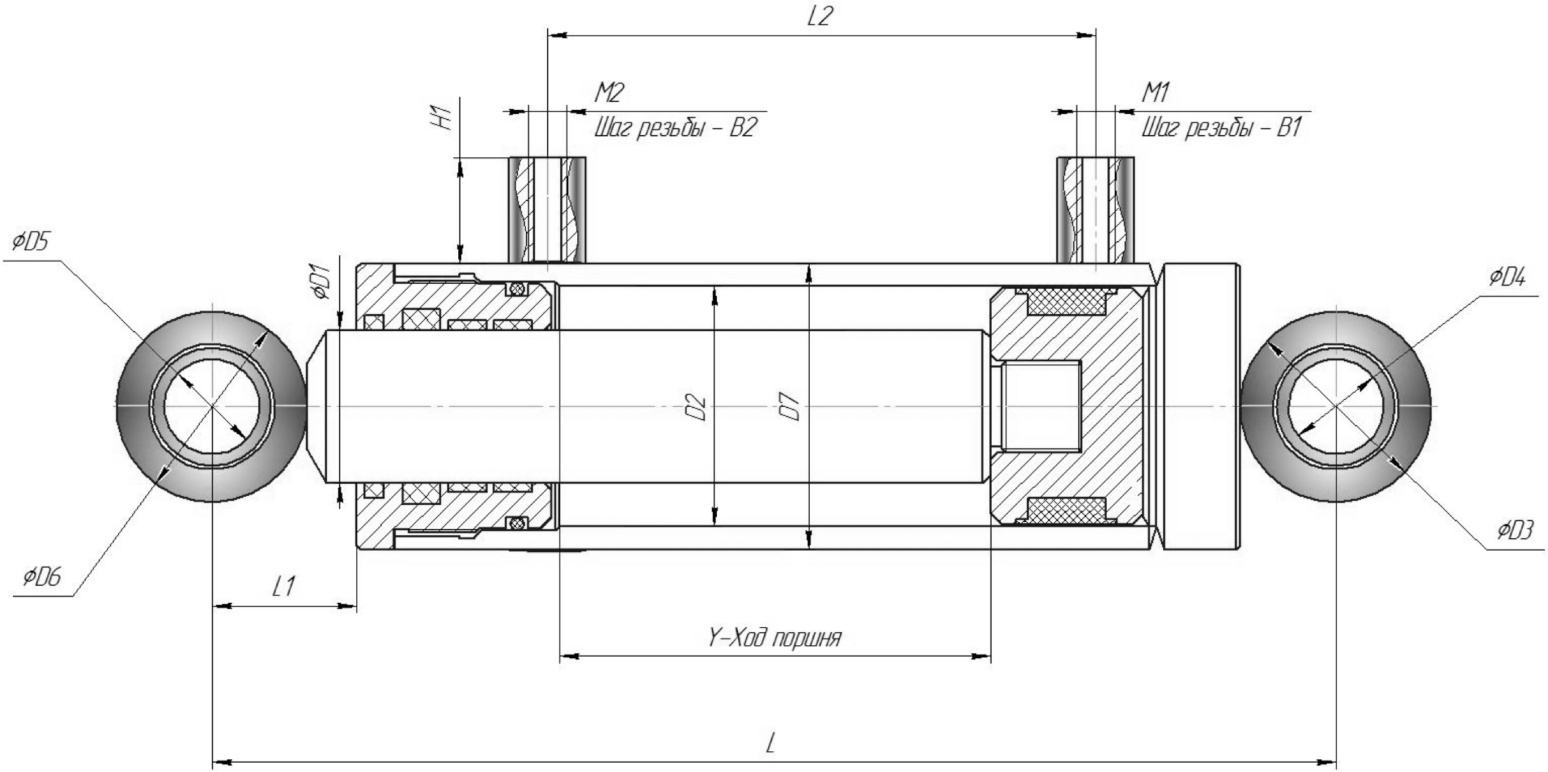 L2
M2
Шаг резьбы – B2
M1
Шаг резьбы – B1
H1
ϕD5
ϕD1
ϕD4
D2
D7
ϕD6
ϕD3
L1
Y–Ход поршня
L